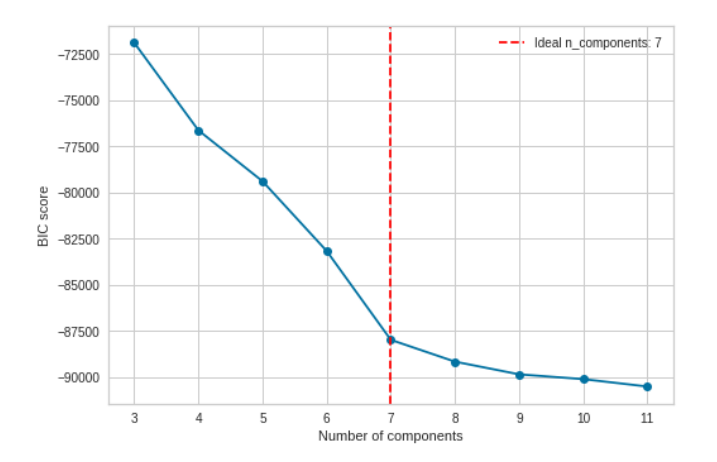 Ideal n_components: 7
−72500
−75000
−77500
−80000
−82500
−85000
−87500
−90000
BIC score
3 4 5 6 7 8 9 10 11
Number of components